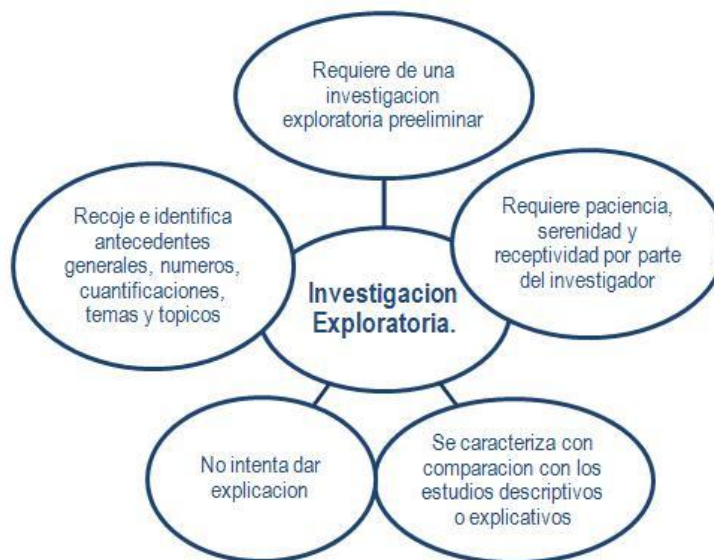 Requiere de una
investigacion
exploratoria preeliminar
Recoje e identifica
antecedentes
generales, numeros,
cuantificaciones,
temas y topicos
Requiere paciencia,
serenidad y
receptividad por parte
del investigador
Investigacion
Exploratoria.
No intenta dar
explicacion
Se caracteriza con
comparacion con los
estudios descriptivos
o explicativos